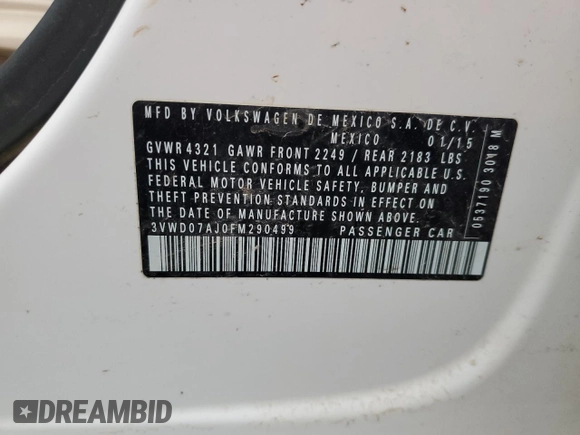 MFD BY VOLKSWAGEN DE MEXICO S.A. DE C.V.
MEXICO 01/15
GVWR 4321 GAWR FRONT 2249 / REAR 2183 LBS
THIS VEHICLE CONFORMS TO ALL APPLICABLE U.S.
FEDERAL MOTOR VEHICLE SAFETY, BUMPER AND
THEFT PREVENTION STANDARDS IN EFFECT ON
THE DATE OF MANUFACTURE SHOWN ABOVE.
3VWD07AJ0FM290499 PASSENGER CAR
0537190 3018 M
DREAMBID